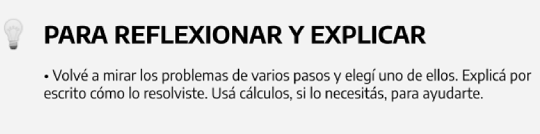 PARA REFLEXIONAR Y EXPLICAR
• Volvé a mirar los problemas de varios pasos y elegí uno de ellos. Explicá por
escrito cómo lo resolviste. Usá cálculos, si lo necesitás, para ayudarte.